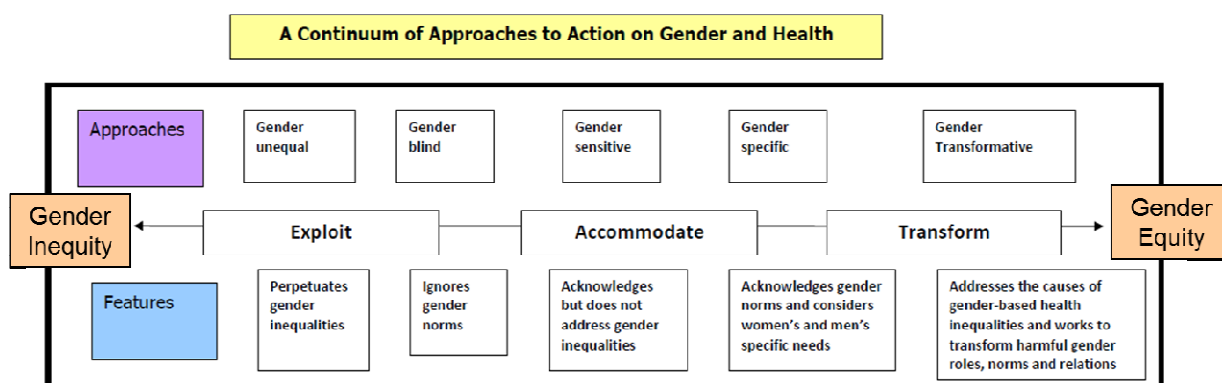 A Continuum of Approaches to Action on Gender and Health
Approaches
Gender
unequal
Gender
blind
Gender
sensitive
Gender
specific
Gender
Transformative
Gender
Inequity
Exploit
Accommodate
Transform
Gender
Equity
Features
Perpetuates
gender
inequalities
Ignores
gender
norms
Acknowledges
but does not
address gender
inequalities
Acknowledges gender
norms and considers
women's and men's
specific needs
Addresses the causes of
gender-based health
inequalities and works to
transform harmful gender
roles, norms and relations